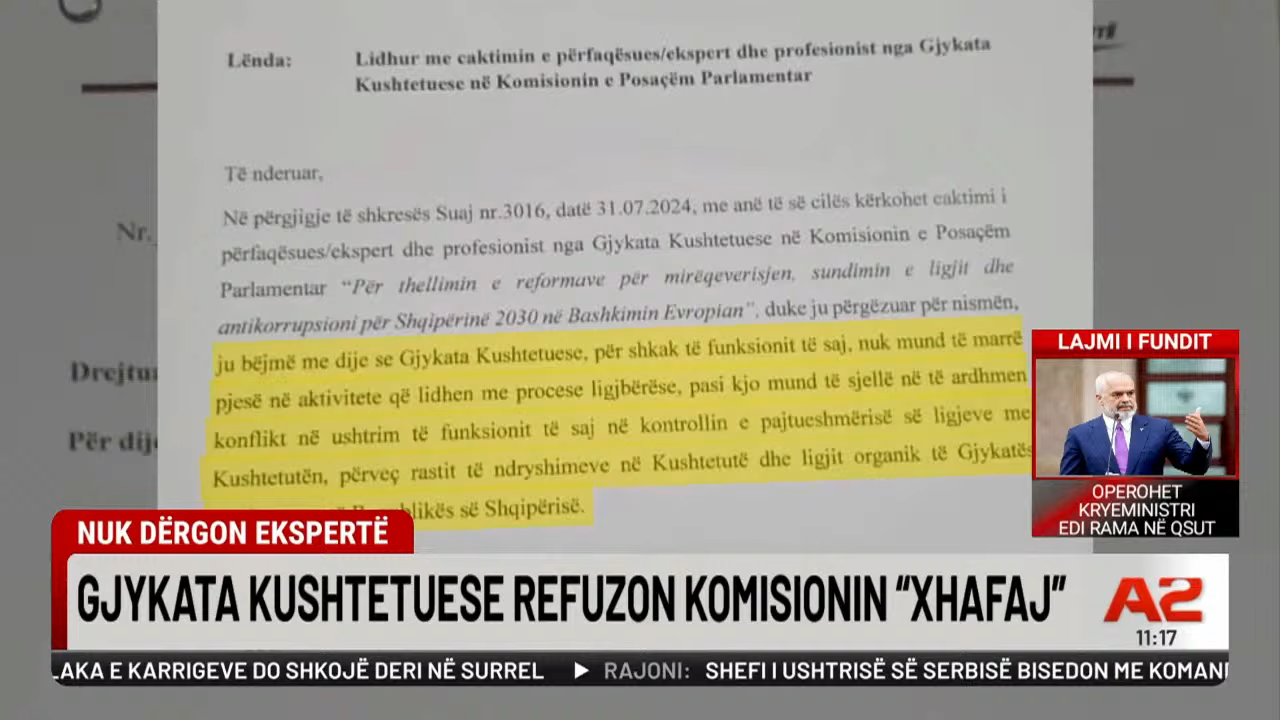 Lënda: Lidhur me caktimin e përfaqësues/ekspert dhe profesionist nga Gjykata
Kushtetuese në Komisionin e Posaçëm Parlamentar
Të nderuar,
Nr.
Në përgjigje të shkresës Suaj nr.3016, datë 31.07.2024, me anë të së cilës kërkohet caktimi i
përfaqësues/ekspert dhe profesionist nga Gjykata Kushtetuese në Komisionin e Posaçëm
Parlamentar “Për thellimin e reformave për mirëqeverisjen, sundimin e ligjit dhe
antikorrupsioni për Shqipërinë 2030 në Bashkimin Evropian”, duke ju përgëzuar për nismën,
ju bëjmë me dije se Gjykata Kushtetuese, për shkak të funksionit të saj, nuk mund të marrë
pjesë në aktivitete që lidhen me procese ligjbërëse, pasi kjo mund të sjellë në të ardhmen
konflikt në ushtrim të funksionit të saj në kontrollin e pajtueshmërisë së ligjeve me
Kushtetutën, përveç rastit të ndryshimeve në Kushtetutë dhe ligjit organik të Gjykatës
blikës së Shqipërisë.
Drejtu
Për dije
LAJMI I FUNDIT
OPEROHET
KRYEMINISTRI
EDI RAMA NË QSUT
NUK DËRGON EKSPERTË
GJYKATA KUSHTETUESE REFUZON KOMISIONIN “XHAFAJ”
A2
11:17
LAKA E KARRIGEVE DO SHKOJË DERI NË SURREL ▶ RAJONI: SHEFI I USHTRISË SË SERBISË BISEDON ME KOMAN